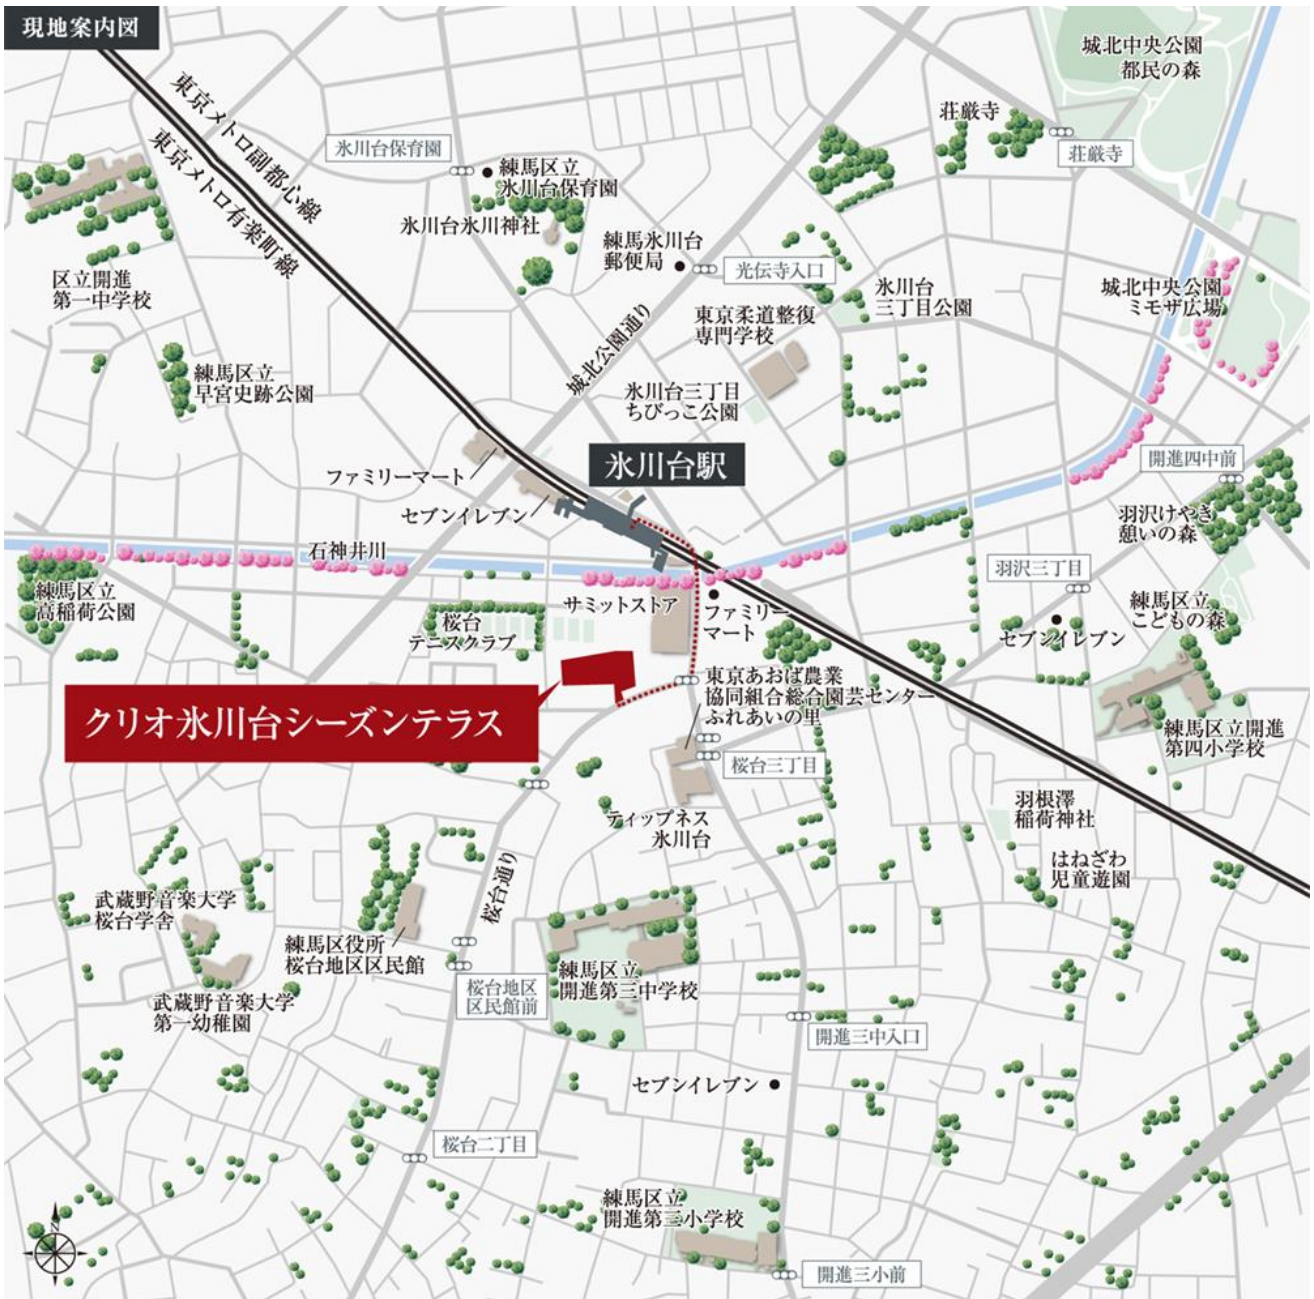 現地案内図
城北中央公園
都民の森
東京メトロ副都心線
東京メトロ有楽町線
荘厳寺
荘厳寺
氷川台保育園
練馬区立
氷川台保育園
氷川台氷川神社
練馬氷川台
郵便局
光伝寺入口
氷川台
三丁目公園
城北中央公園
ミモザ広場
区立開進
第一中学校
東京柔道整復
専門学校
城北公園通り
練馬区立
早宮史跡公園
氷川台三丁目
ちびっこ公園
氷川台駅
開進四中前
ファミリーマート
セブンイレブン
羽沢けやき
憩いの森
石神井川
羽沢三丁目
練馬区立
高稲荷公園
サミットストア
ファミリー
マート
練馬区立
こどもの森
桜台
テニスクラブ
セブンイレブン
東京あおば農業
協同組合総合園芸センター
ふれあいの里
クリオ氷川台シーズンテラス
練馬区立開進
第四小学校
桜台三丁目
羽根澤
稲荷神社
ティップネス
氷川台
はねざわ
児童遊園
桜台通り
武蔵野音楽大学
桜台学舎
練馬区役所
桜台地区区民館
練馬区立
開進第三中学校
桜台地区
区民館前
武蔵野音楽大学
第一幼稚園
開進三中入口
セブンイレブン
桜台二丁目
練馬区立
開進第三小学校
開進三小前
N